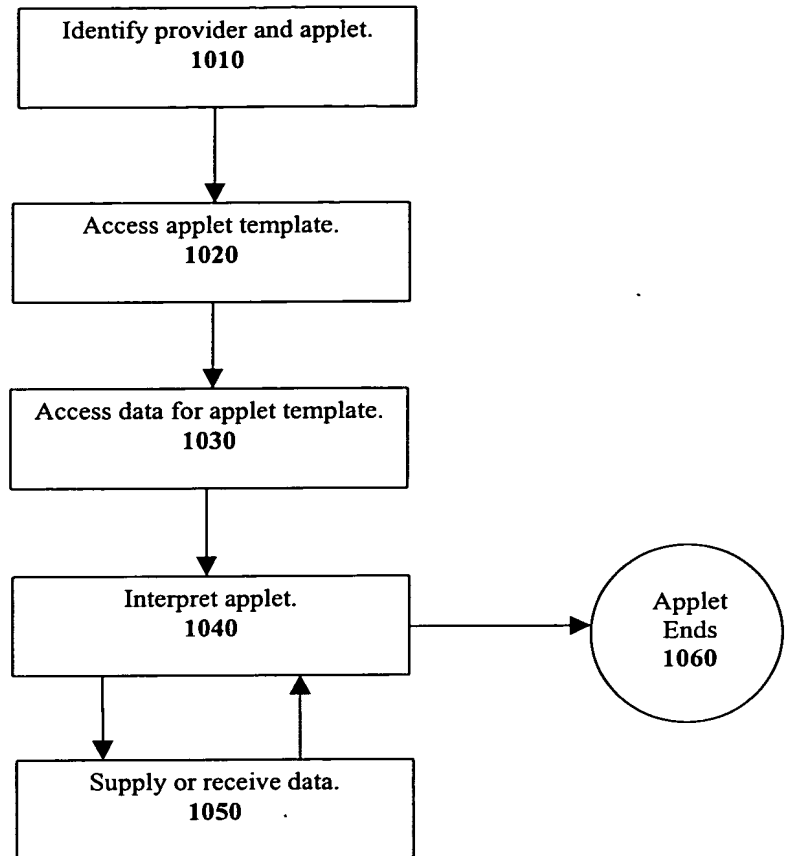 Identify provider and applet.
1010
Access applet template.
1020
Access data for applet template.
1030
Interpret applet.
1040
Applet
Ends
1060
Supply or receive data.
1050